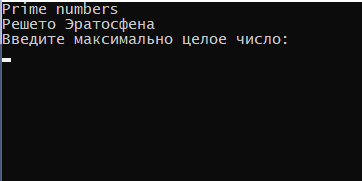 Prime numbers
Решето Эратосфена
Введите максимально целое число: